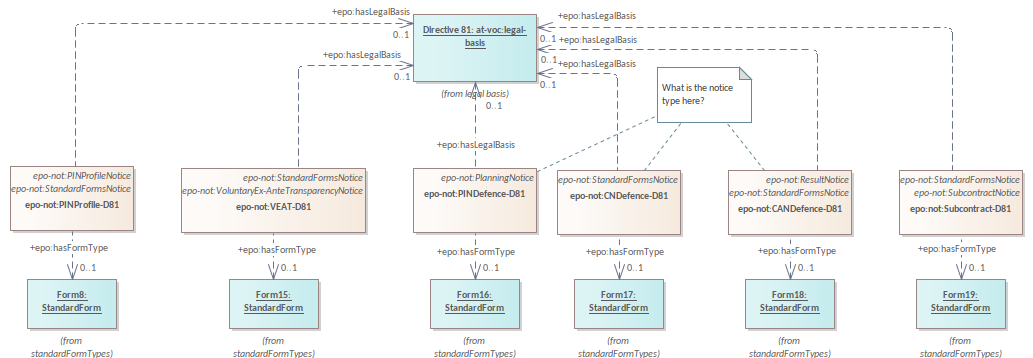 +epo:hasLegalBasis
0..1
Directive 81: at-voc:legal-
basis
(from legal basis)
+epo:hasLegalBasis
0..1
+epo:hasLegalBasis
0..1
+epo:hasLegalBasis
0..1
+epo:hasLegalBasis
0..1
0..1
+epo:hasLegalBasis
What is the notice
type here?
epo-not:PINProfileNotice
epo-not:StandardFormsNotice
epo-not:PINProfile-D81
epo-not:StandardFormsNotice
epo-not:VoluntaryEx-AnteTransparencyNotice
epo-not:VEAT-D81
epo-not:PlanningNotice
epo-not:PINDefence-D81
epo-not:StandardFormsNotice
epo-not:CNDefence-D81
epo-not:ResultNotice
epo-not:StandardFormsNotice
epo-not:CANDefence-D81
epo-not:StandardFormsNotice
epo-not:SubcontractNotice
epo-not:Subcontract-D81
+epo:hasFormType
0..1
+epo:hasFormType
0..1
+epo:hasFormType
0..1
+epo:hasFormType
0..1
+epo:hasFormType
0..1
+epo:hasFormType
0..1
Form8:
StandardForm
(from
standardFormTypes)
Form15:
StandardForm
(from
standardFormTypes)
Form16:
StandardForm
(from
standardFormTypes)
Form17:
StandardForm
(from
standardFormTypes)
Form18:
StandardForm
(from
standardFormTypes)
Form19:
StandardForm
(from
standardFormTypes)